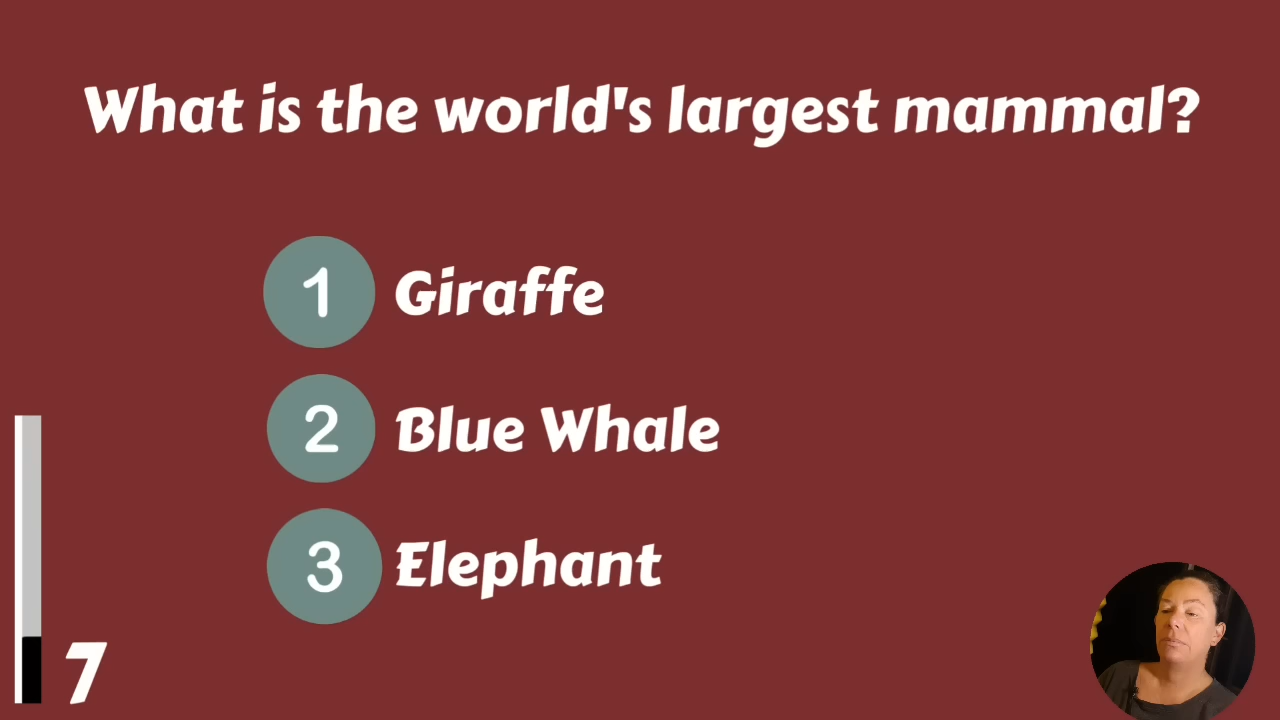 What is the world's largest mammal?
1 Giraffe
2 Blue Whale
3 Elephant
7